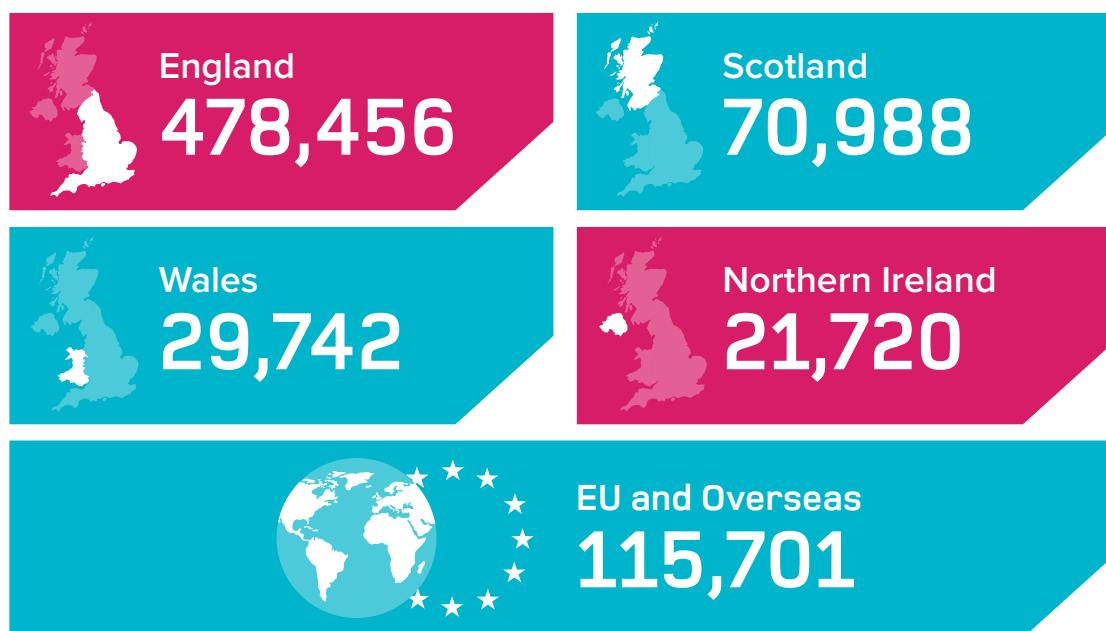 England
478,456
Scotland
70,988
Wales
29,742
Northern Ireland
21,720
EU and Overseas
115,701